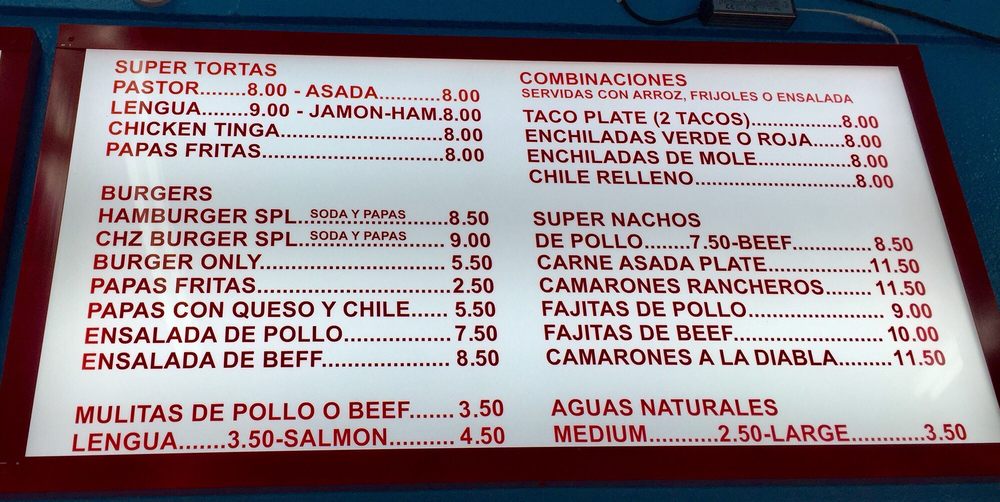 SUPER TORTAS
PASTOR.......8.00 - ASADA...........8.00
LENGUA........9.00 - JAMON-HAM.8.00
CHICKEN TINGA............................8.00
PAPAS FRITAS...............................8.00
BURGERS
HAMBURGER SPL..SODA Y PAPAS.......8.50
CHZ BURGER SPL..SODA Y PAPAS...... 9.00
BURGER ONLY............................... 5.50
PAPAS FRITAS................................2.50
PAPAS CON QUESO Y CHILE...... 5.50
ENSALADA DE POLLO................. 7.50
ENSALADA DE BEFF..................... 8.50
MULITAS DE POLLO O BEEF....... 3.50
LENGUA.......3.50-SALMON.......... 4.50
COMBINACIONES
SERVIDAS CON ARROZ, FRIJOLES O ENSALADA
TACO PLATE (2 TACOS)..................8.00
ENCHILADAS VERDE O ROJA......8.00
ENCHILADAS DE MOLE..................8.00
CHILE RELLENO................................8.00
SUPER NACHOS
DE POLLO.......7.50-BEEF................8.50
CARNE ASADA PLATE....................11.50
CAMARONES RANCHEROS......... 11.50
FAJITAS DE POLLO............................ 9.00
FAJITAS DE BEEF............................. 10.00
CAMARONES A LA DIABLA..........11.50
AGUAS NATURALES
MEDIUM............2.50-LARGE.............3.50